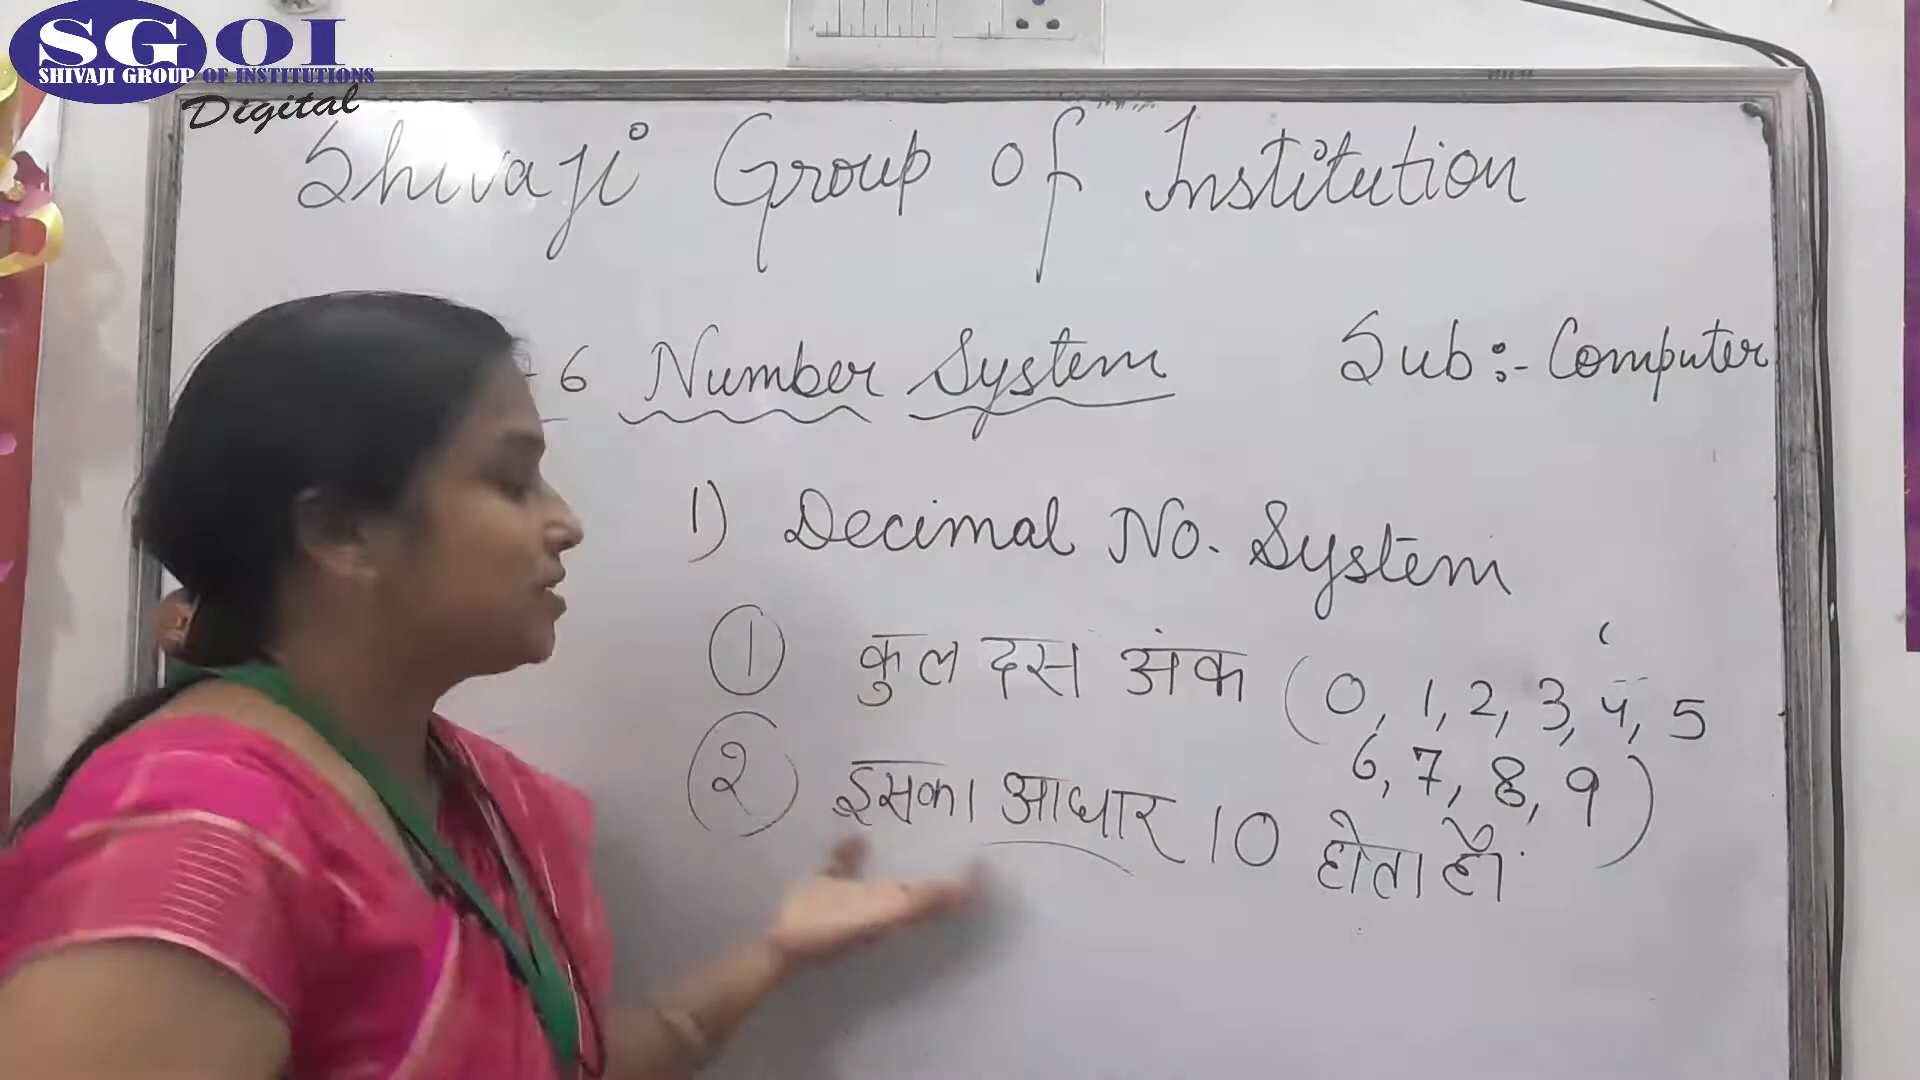 SGOI
SHIVAJI GROUP OF INSTITUTIONS
Digital
Shivaji Group of Institution
6 Number System
Sub:- Computer
1) Decimal No. System
1 कुल दस अंक (0, 1, 2, 3, 4, 5
6, 7, 8, 9)
२ इसका आधार 10 होता है।